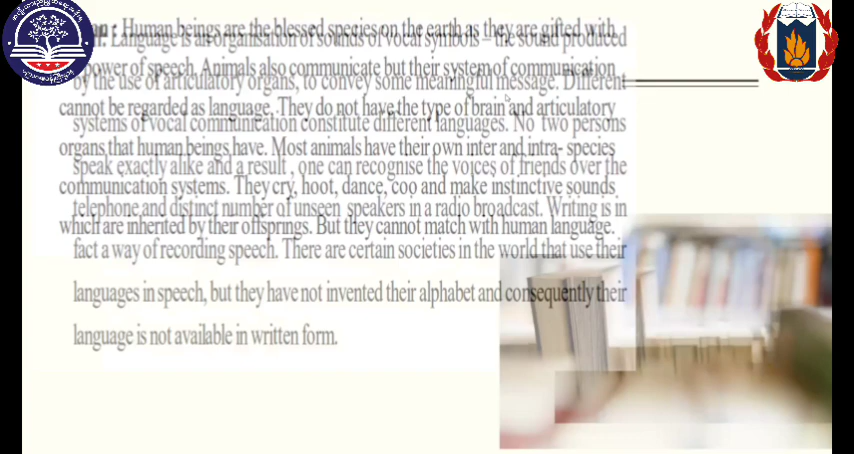 : Human beings are the blessed species on the earth as they are gifted with
power of speech. Animals also communicate but their system of communication
cannot be regarded as language. They do not have the type of brain and articulatory
organs that human beings have. Most animals have their own inter and intra- species
communication systems. They cry, hoot, dance, coo and make instinctive sounds
which are inherited by their offsprings. But they cannot match with human language.
: Language is an organisation of sounds of vocal symbols – the sound produced
by the use of articulatory organs, to convey some meaningful message. Different
systems of vocal communication constitute different languages. No two persons
speak exactly alike and a result , one can recognise the voices of friends over the
telephone and distinct number of unseen speakers in a radio broadcast. Writing is in
fact a way of recording speech. There are certain societies in the world that use their
languages in speech, but they have not invented their alphabet and consequently their
language is not available in written form.